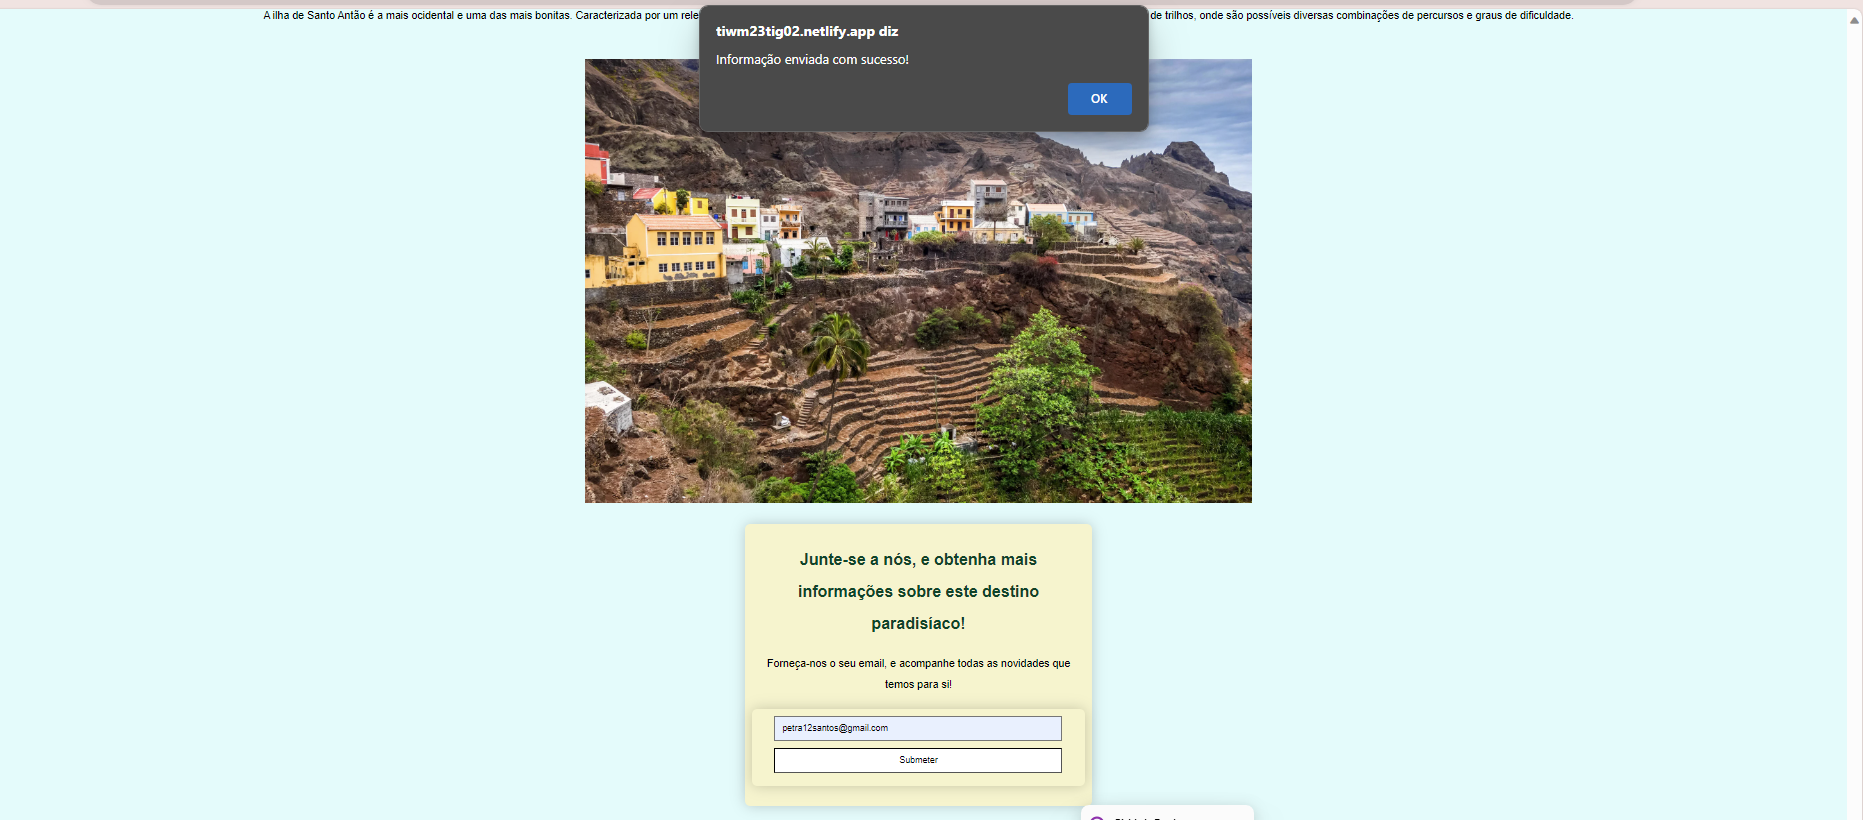 A ilha de Santo Antão é a mais ocidental e uma das mais bonitas. Caracterizada por um de trilhos, onde são possíveis diversas combinações de percursos e graus de dificuldade.
tiwm23tig02.netlify.app diz
Informação enviada com sucesso!
OK
Junte-se a nós, e obtenha mais
informações sobre este destino
paradisíaco!
Forneça-nos o seu email, e acompanhe todas as novidades que
temos para si!
petra12santos@gmail.com
Submeter